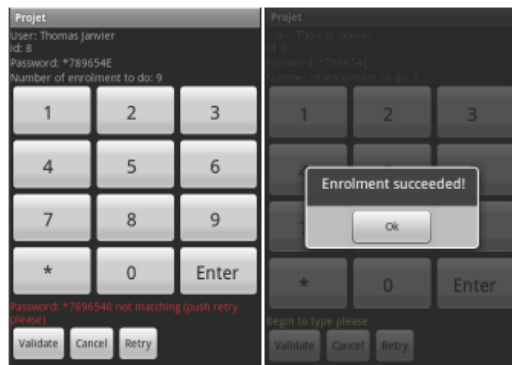 Projet
User: Thomas Janvier
Id: 8
Password: *789654E
Number of enrolment to do: 9
1 2 3
4 5 6
7 8 9
* 0 Enter
Password: *7896540 not matching (push retry
please)
Validate Cancel Retry
Projet
User: Thomas Janvier
Id: 8
Password: *789654E
Number of enrolment to do: 9
1 2 3
Enrolment succeeded!
Ok
* 0 Enter
Begin to type please
Validate Cancel Retry